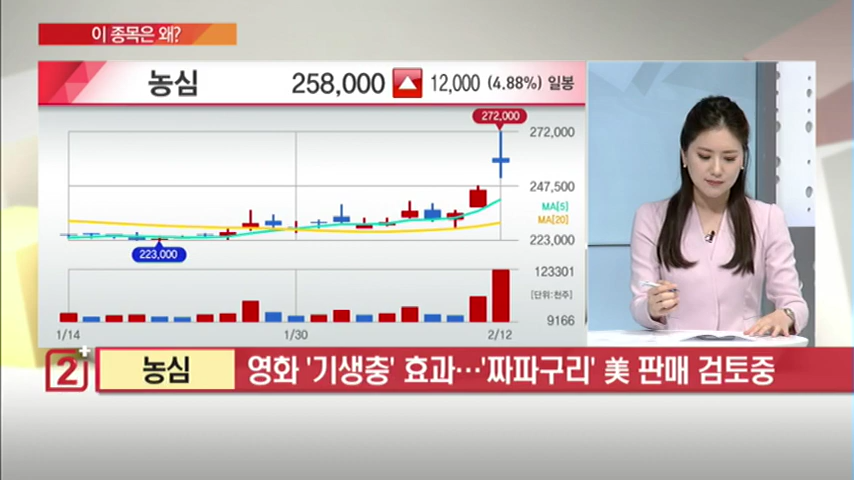 이 종목은 왜?
농심 258,000 12,000 (4.88%) 일봉
272,000
272,000
247,500
MA[5]
MA[20]
223,000
223,000
123301
[단위:천주]
9166
1/14 1/30 2/12
2+ 농심 영화 '기생충' 효과…'짜파구리' 美 판매 검토중